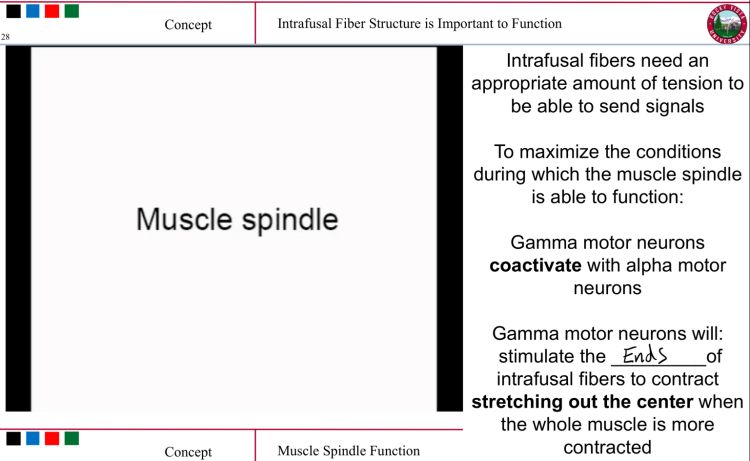 Concept
Intrafusal Fiber Structure is Important to Function
28
ROCKY VISTA UNIVERSITY
Muscle spindle
Intrafusal fibers need an
appropriate amount of tension to
be able to send signals
To maximize the conditions
during which the muscle spindle
is able to function:
Gamma motor neurons
coactivate with alpha motor
neurons
Gamma motor neurons will:
stimulate the Ends of
intrafusal fibers to contract
stretching out the center when
the whole muscle is more
contracted
Concept
Muscle Spindle Function